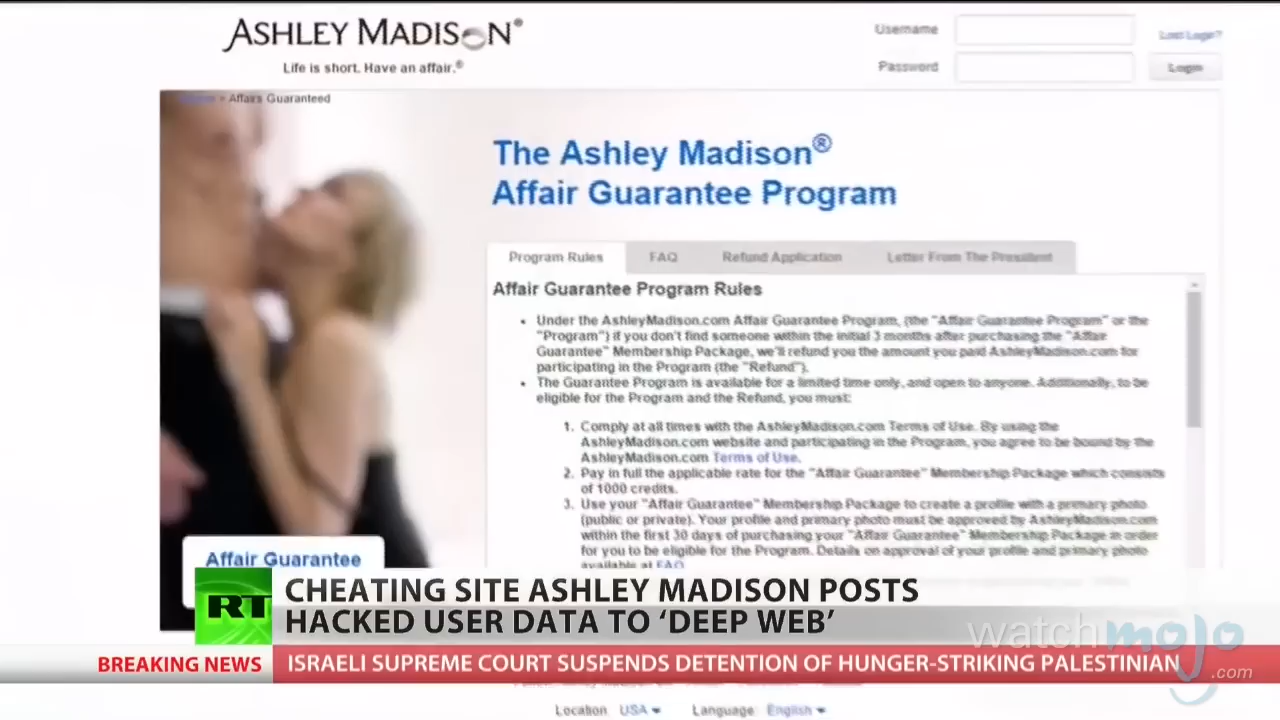 ASHLEY MADISON®
Life is short. Have an affair.®
Username
Lost Login?
Password
Login
» Affairs Guaranteed
The Ashley Madison®
Affair Guarantee Program
Program Rules FAQ Refund Application Letter From The President
Affair Guarantee Program Rules
• Under the AshleyMadison.com Affair Guarantee Program, (the "Affair Guarantee Program" or the
"Program") if you don't find someone within the initial 3 months after purchasing the "Affair
Guarantee" Membership Package, we'll refund you the amount you paid AshleyMadison.com for
participating in the Program (the "Refund").
• The Guarantee Program is available for a limited time only, and open to anyone. Additionally, to be
eligible for the Program and the Refund, you must:
1. Comply at all times with the AshleyMadison.com Terms of Use. By using the
AshleyMadison.com website and participating in the Program, you agree to be bound by the
AshleyMadison.com Terms of Use.
2. Pay in full the applicable rate for the "Affair Guarantee" Membership Package which consists
of 1000 credits.
3. Use your "Affair Guarantee" Membership Package to create a profile with a primary photo
(public or private). Your profile and primary photo must be approved by AshleyMadison.com
within the first 30 days of purchasing your "Affair Guarantee" Membership Package in order
for you to be eligible for the Program. Details on approval of your profile and primary photo
available at FAQ
Affair Guarantee
RT
CHEATING SITE ASHLEY MADISON POSTS
HACKED USER DATA TO ‘DEEP WEB’
watchmojo.com
BREAKING NEWS ISRAELI SUPREME COURT SUSPENDS DETENTION OF HUNGER-STRIKING PALESTINIAN
Location USA Language: English